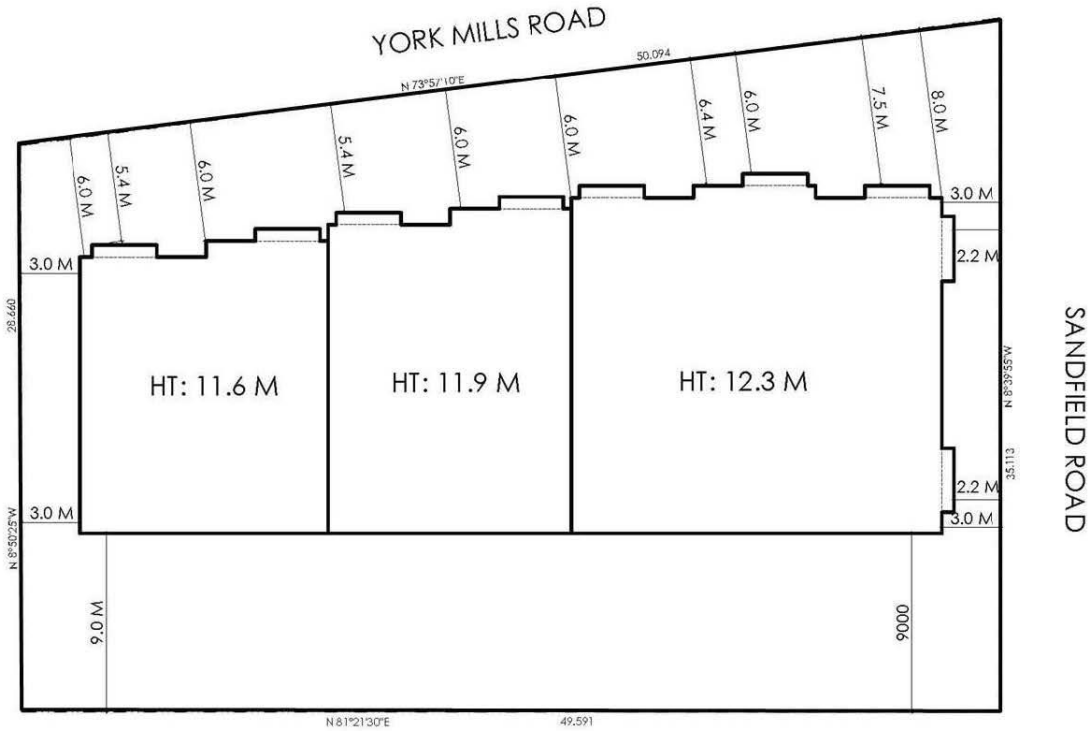 YORK MILLS ROAD
N 73°57'10"E
50.094
6.0 M
5.4 M
6.0 M
5.4 M
6.0 M
6.0 M
6.4 M
6.0 M
7.5 M
8.0 M
3.0 M
2.2 M
3.0 M
28.660
HT: 11.6 M
HT: 11.9 M
HT: 12.3 M
N 8°39'55"W
SANDFIELD ROAD
35.113
2.2 M
3.0 M
3.0 M
N 8°50'25"W
9.0 M
9000
N 81°21'30"E
49.591